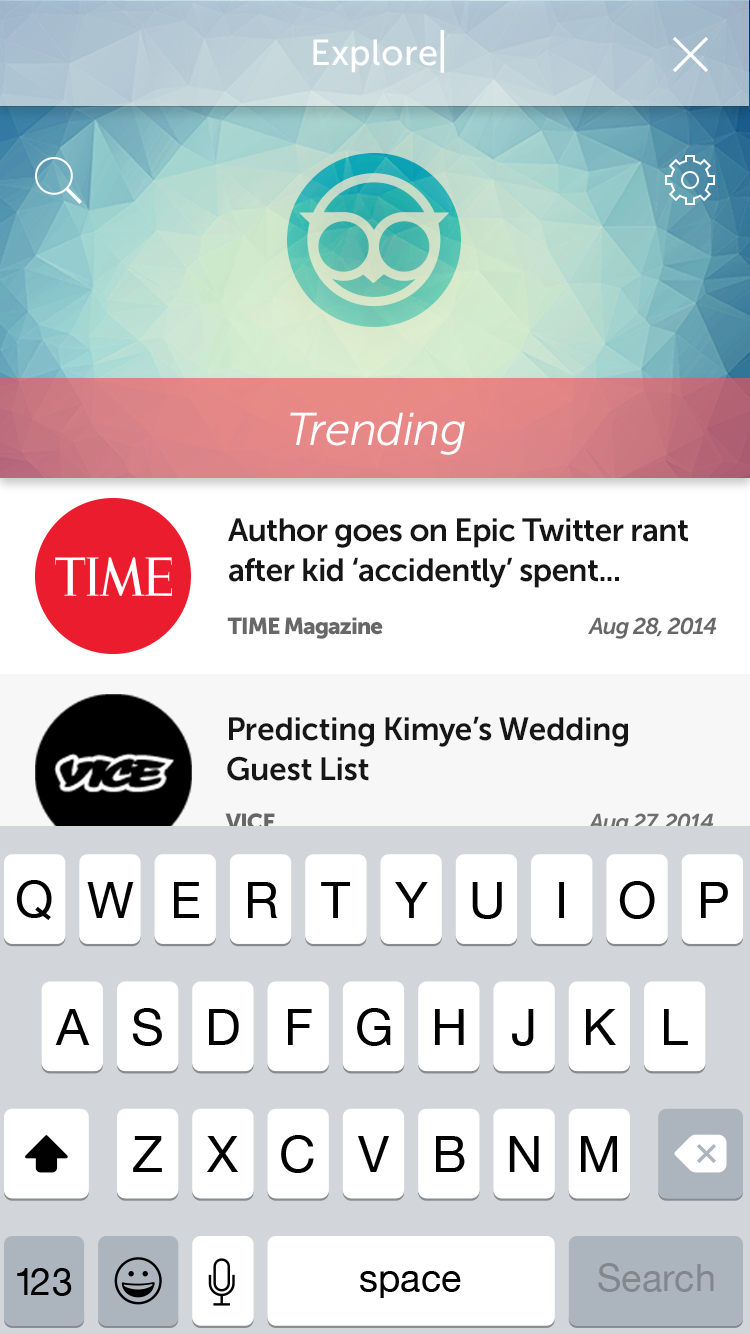 Explore
Trending
TIME
Author goes on Epic Twitter rant
after kid ‘accidently’ spent...
TIME Magazine Aug 28, 2014
VICE
Predicting Kimye’s Wedding
Guest List
VICE Aug 27, 2014
Q W E R T Y U I O P
A S D F G H J K L
Z X C V B N M
123 space Search